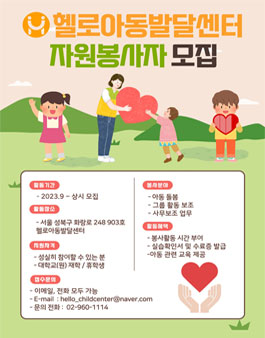 헬로아동발달센터
자원봉사자 모집
활동기간
- 2023.9 ~ 상시 모집
활동장소
- 서울 성북구 화랑로 248 903호
헬로아동발달센터
지원자격
- 성실히 참여할 수 있는 분
- 대학교(원) 재학 / 휴학생
접수문의
- 이메일, 전화 모두 가능
- E-mail : hello_childcenter@naver.com
- 문의 전화 : 02-960-1114
봉사분야
- 아동 돌봄
- 그룹 활동 보조
- 사무보조 업무
활동혜택
- 봉사활동 시간 부여
- 실습확인서 및 수료증 발급
-아동 관련 교육 제공